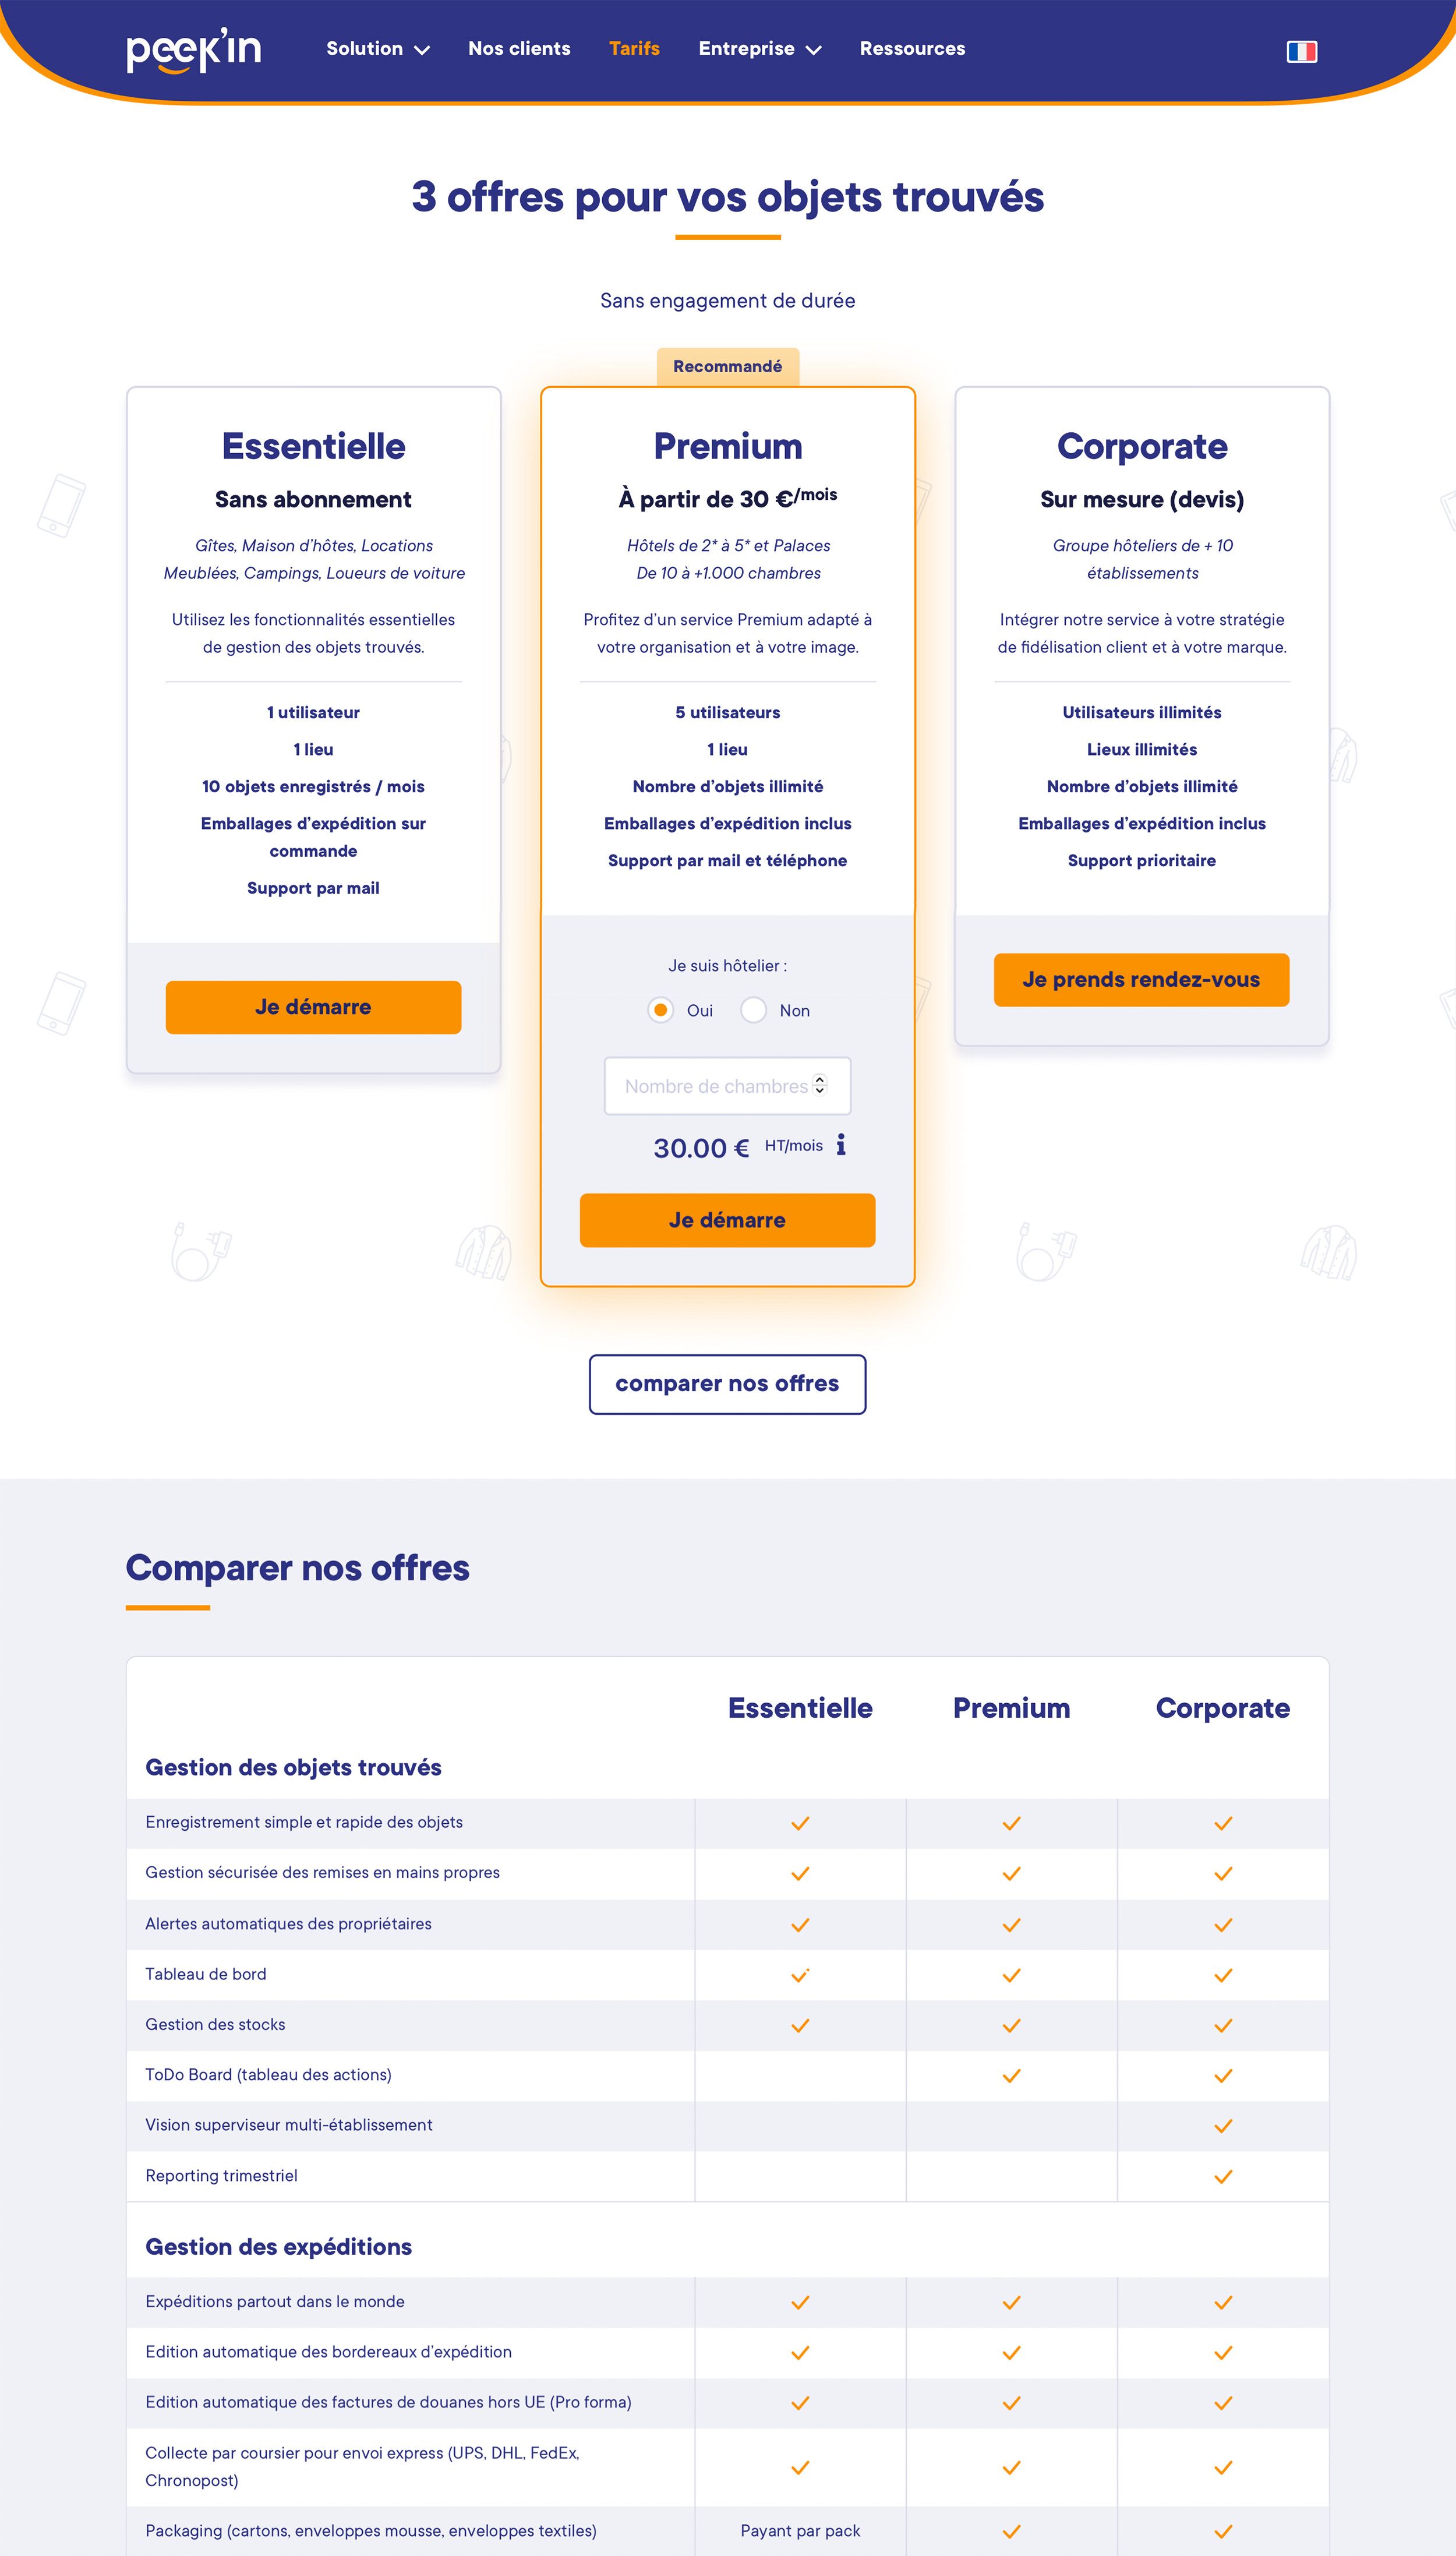 peek'in
Solution
Nos clients
Tarifs
Entreprise
Ressources
3 offres pour vos objets trouvés
Sans engagement de durée
Essentielle
Sans abonnement
Gîtes, Maison d’hôtes, Locations
Meublées, Campings, Loueurs de voiture
Utilisez les fonctionnalités essentielles
de gestion des objets trouvés.
1 utilisateur
1 lieu
10 objets enregistrés / mois
Emballages d’expédition sur
commande
Support par mail
Je démarre
Recommandé
Premium
À partir de 30 €/mois
Hôtels de 2* à 5* et Palaces
De 10 à +1.000 chambres
Profitez d’un service Premium adapté à
votre organisation et à votre image.
5 utilisateurs
1 lieu
Nombre d’objets illimité
Emballages d’expédition inclus
Support par mail et téléphone
Je suis hôtelier :
Oui
Non
Nombre de chambres
30.00 € HT/mois
Je démarre
Corporate
Sur mesure (devis)
Groupe hôteliers de + 10
établissements
Intégrer notre service à votre stratégie
de fidélisation client et à votre marque.
Utilisateurs illimités
Lieux illimités
Nombre d’objets illimité
Emballages d’expédition inclus
Support prioritaire
Je prends rendez-vous
comparer nos offres
Comparer nos offres
Essentielle Premium Corporate
Gestion des objets trouvés
Enregistrement simple et rapide des objets
Gestion sécurisée des remises en mains propres
Alertes automatiques des propriétaires
Tableau de bord
Gestion des stocks
ToDo Board (tableau des actions)
Vision superviseur multi-établissement
Reporting trimestriel
Gestion des expéditions
Expéditions partout dans le monde
Edition automatique des bordereaux d’expédition
Edition automatique des factures de douanes hors UE (Pro forma)
Collecte par coursier pour envoi express (UPS, DHL, FedEx,
Chronopost)
Packaging (cartons, enveloppes mousse, enveloppes textiles) Payant par pack